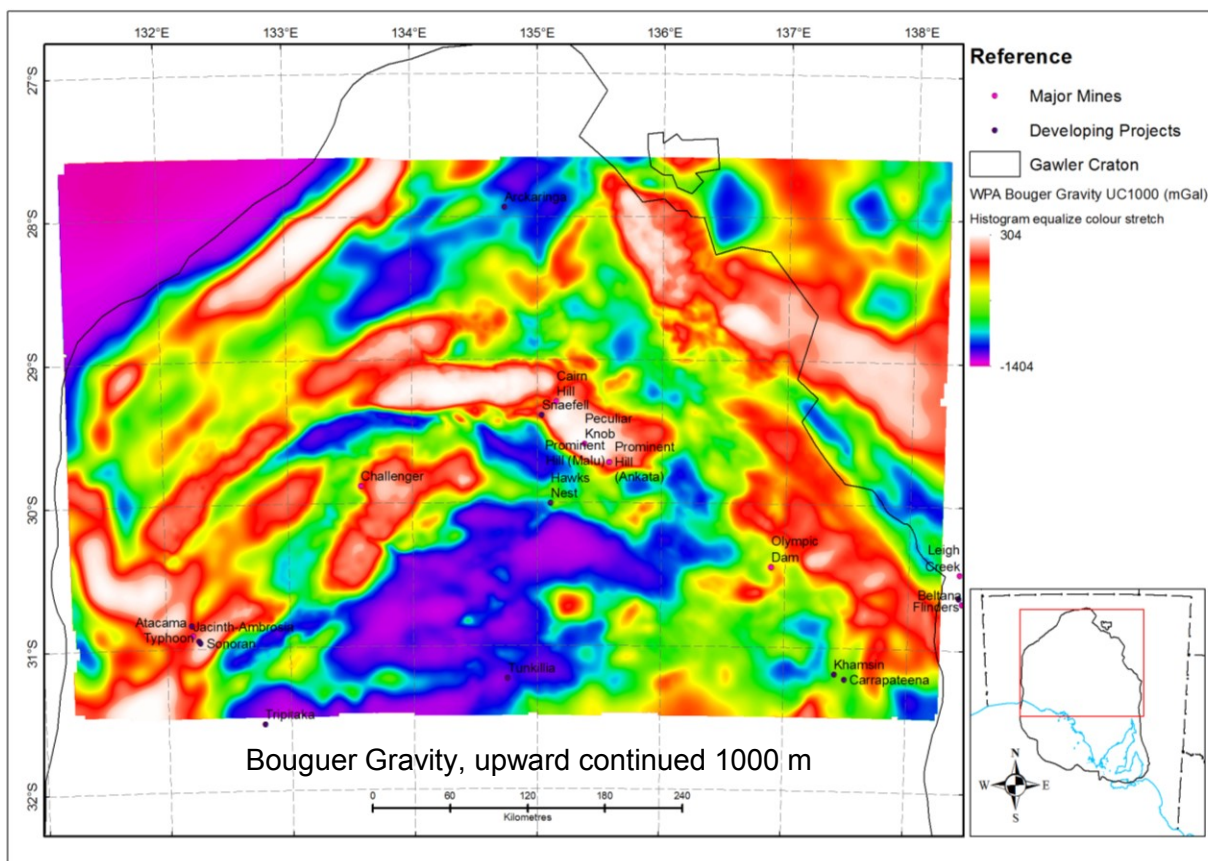 132°E 133°E 134°E 135°E 136°E 137°E 138°E
27°S
28°S
29°S
30°S
31°S
32°S
Arckaringa
Cairn
Hill
Snaefell
Peculiar
Knob
Prominent
Hill (Malu)
Prominent
Hill
(Ankata)
Hawks
Nest
Challenger
Olympic
Dam
Leigh
Creek
Beltana
Flinders
Atacama
Jacinth-Ambrosia
Typhoon
Sonoran
Tunkillia
Khamsin
Carrapateena
Tripitaka
Bouguer Gravity, upward continued 1000 m
0 60 120 180 240
Kilometres
Reference
Major Mines
Developing Projects
Gawler Craton
WPA Bouger Gravity UC1000 (mGal)
Histogram equalize colour stretch
304
-1404
N
W E
S